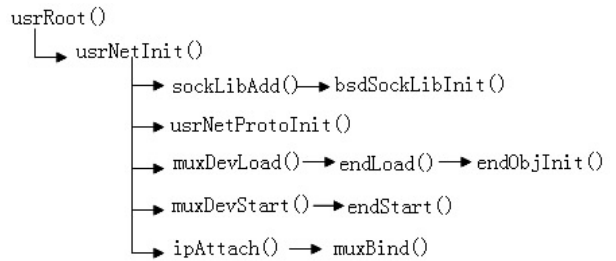 usrRoot()
usrNetInit()
sockLibAdd() bsdSockLibInit()
usrNetProtoInit()
muxDevLoad() endLoad() endObjInit()
muxDevStart() endStart()
ipAttach() muxBind()